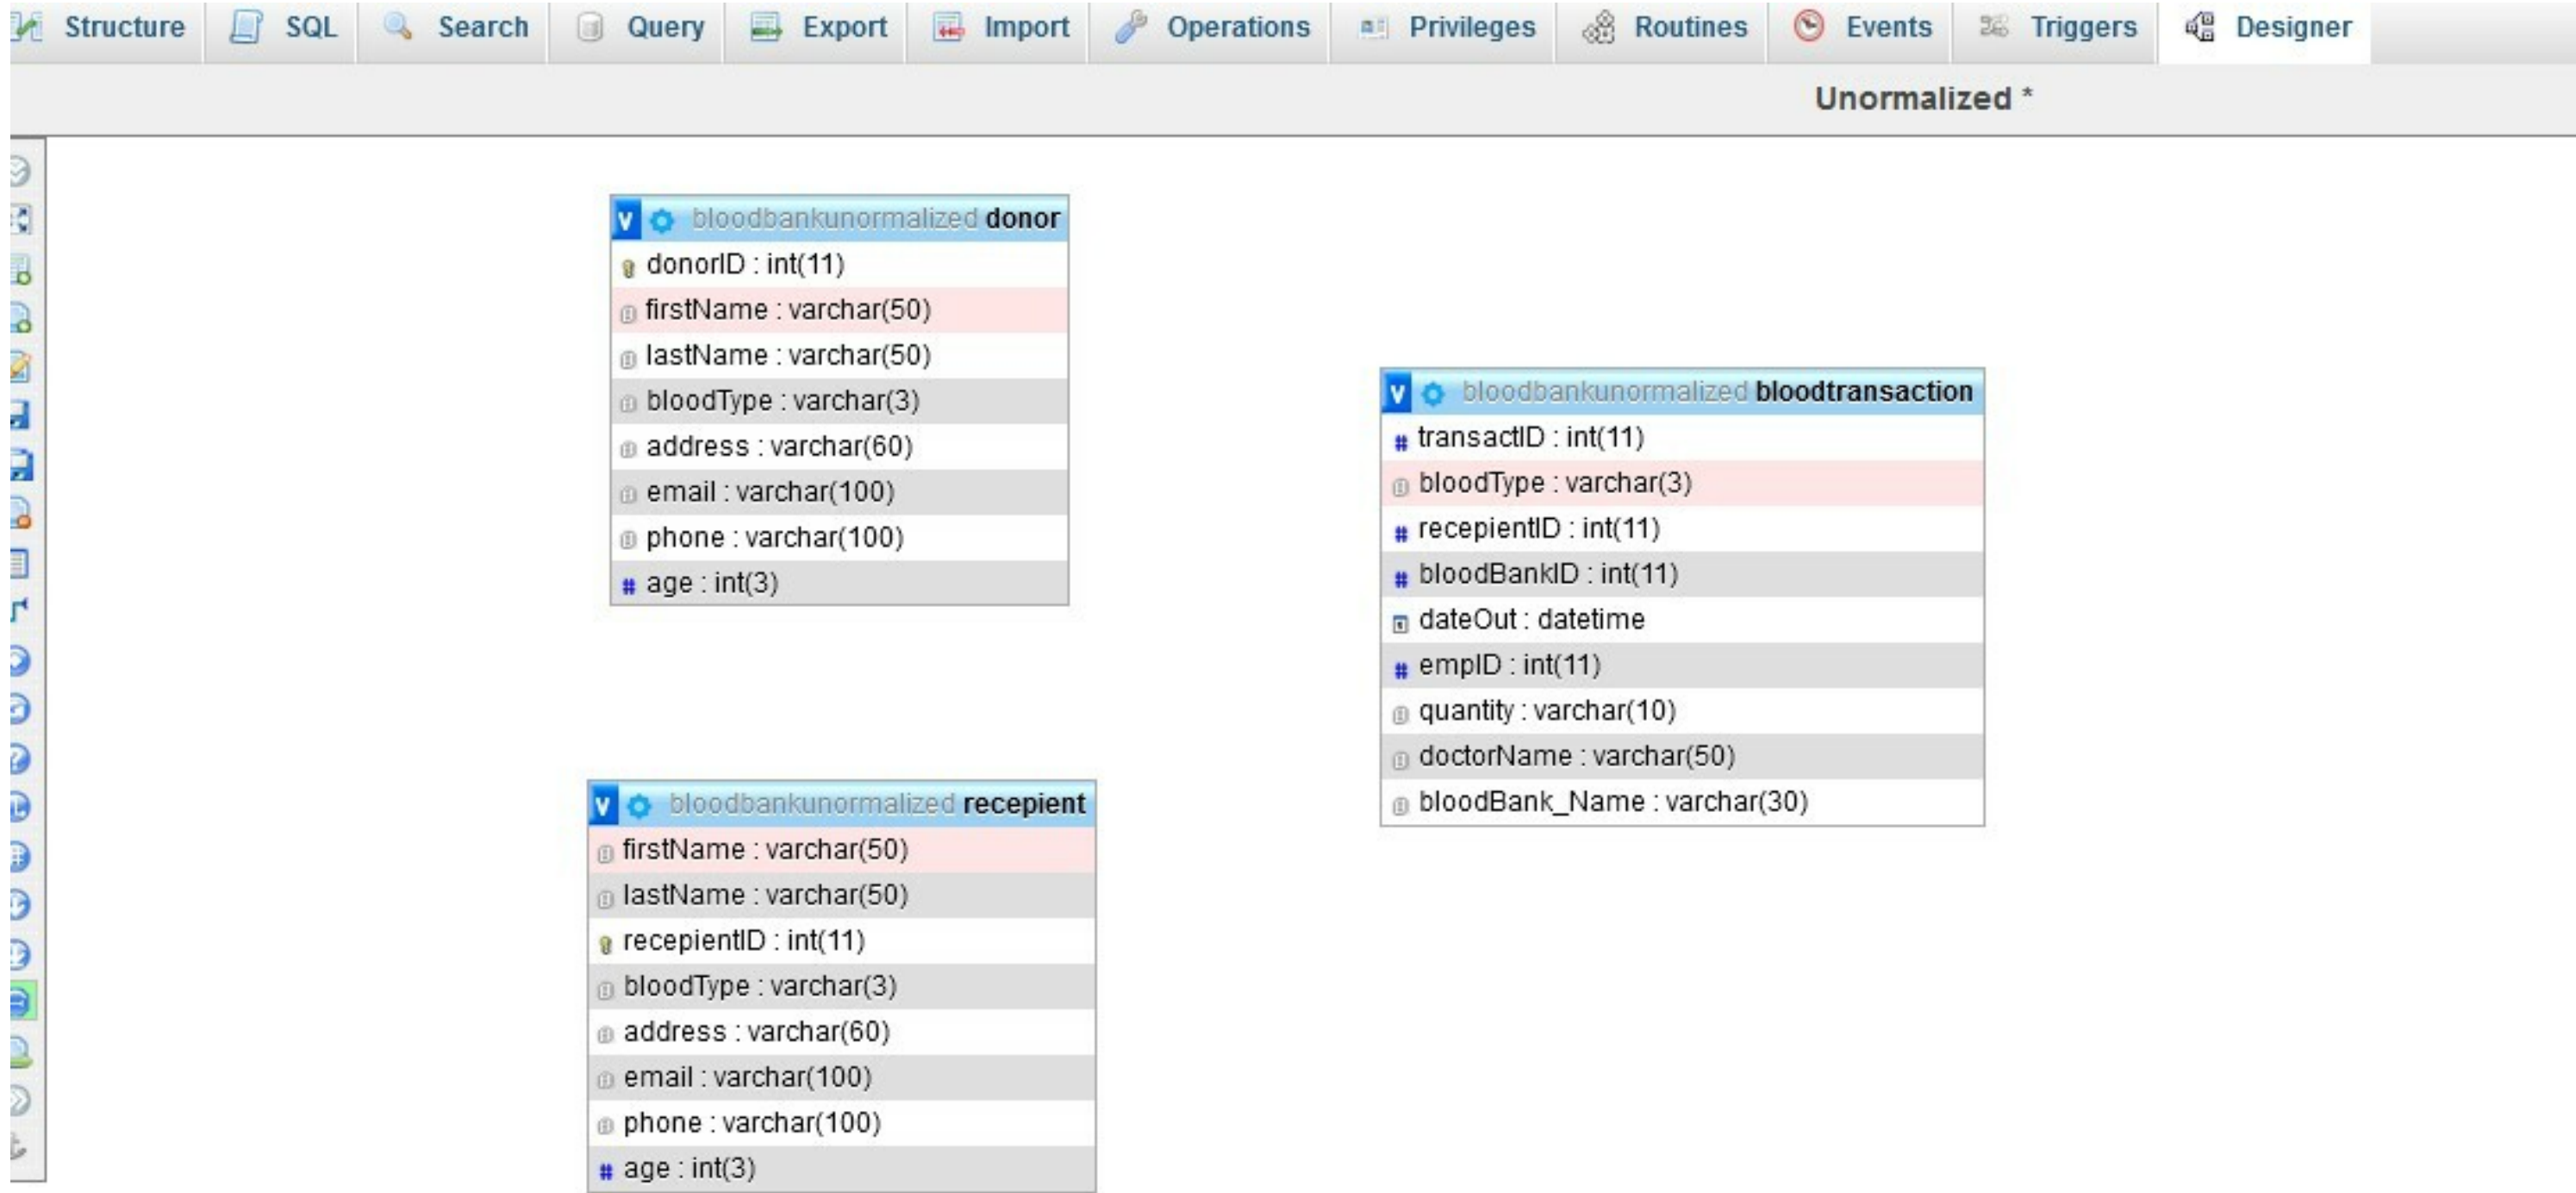 Structure SQL Search Query Export Import Operations Privileges Routines Events Triggers Designer
Unormalized *
v bloodbankunormalized donor
donorID : int(11)
firstName : varchar(50)
lastName : varchar(50)
bloodType : varchar(3)
address : varchar(60)
email : varchar(100)
phone : varchar(100)
# age : int(3)
v bloodbankunormalized bloodtransaction
# transactID : int(11)
bloodType : varchar(3)
# recepientID : int(11)
# bloodBankID : int(11)
dateOut : datetime
# empID : int(11)
quantity : varchar(10)
doctorName : varchar(50)
bloodBank_Name : varchar(30)
v bloodbankunormalized recepient
firstName : varchar(50)
lastName : varchar(50)
recepientID : int(11)
bloodType : varchar(3)
address : varchar(60)
email : varchar(100)
phone : varchar(100)
# age : int(3)